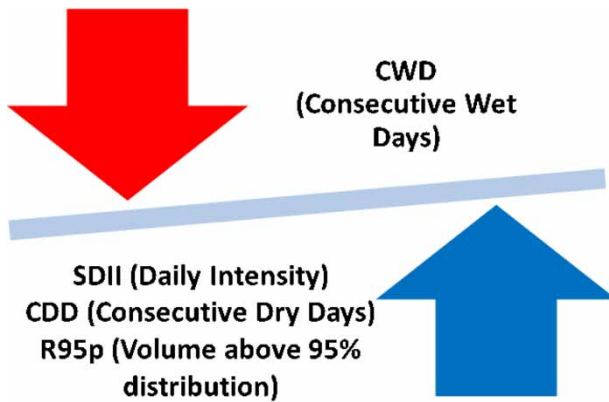 CWD
(Consecutive Wet
Days)
SDII (Daily Intensity)
CDD (Consecutive Dry Days)
R95p (Volume above 95%
distribution)